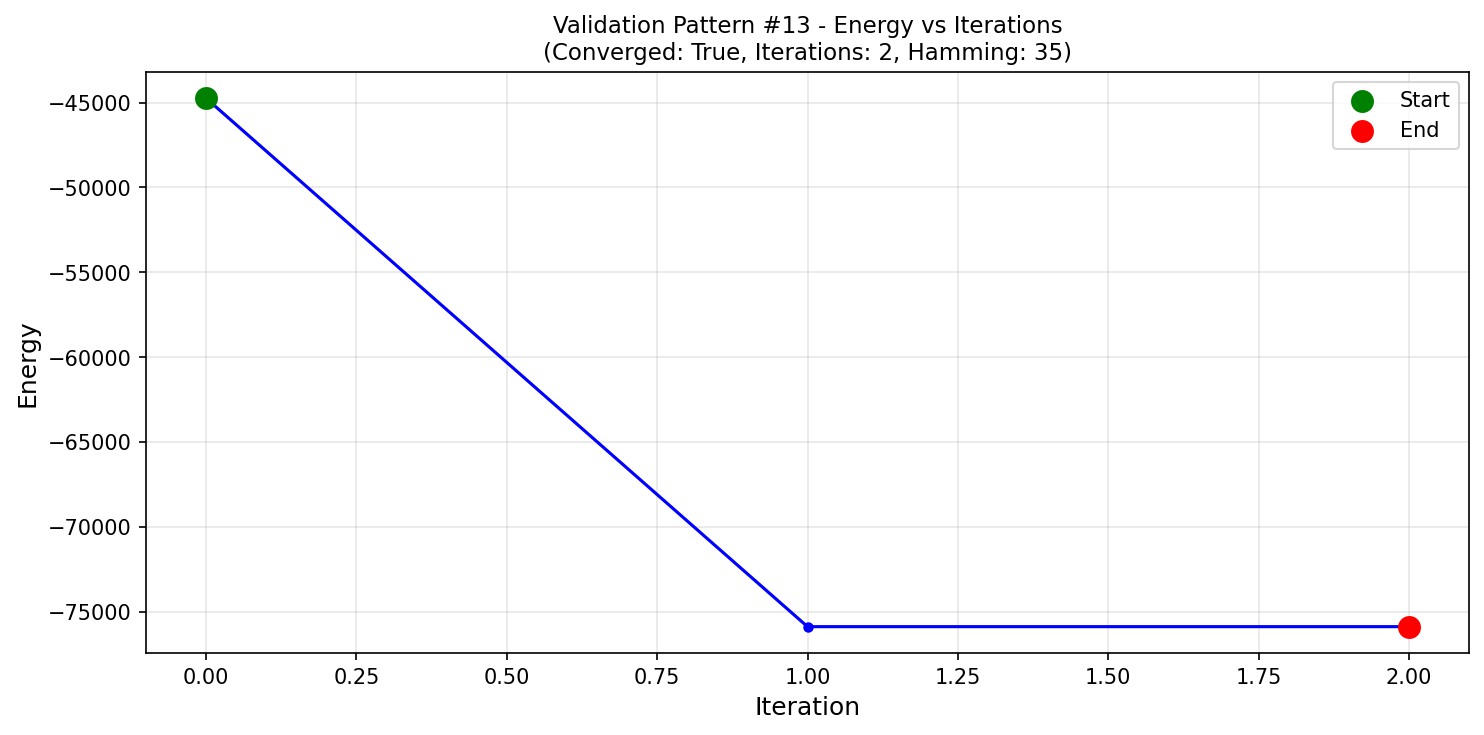 Validation Pattern #13 - Energy vs Iterations
(Converged: True, Iterations: 2, Hamming: 35)
Start
End
Energy
−45000
−50000
−55000
−60000
−65000
−70000
−75000
0.00 0.25 0.50 0.75 1.00 1.25 1.50 1.75 2.00
Iteration